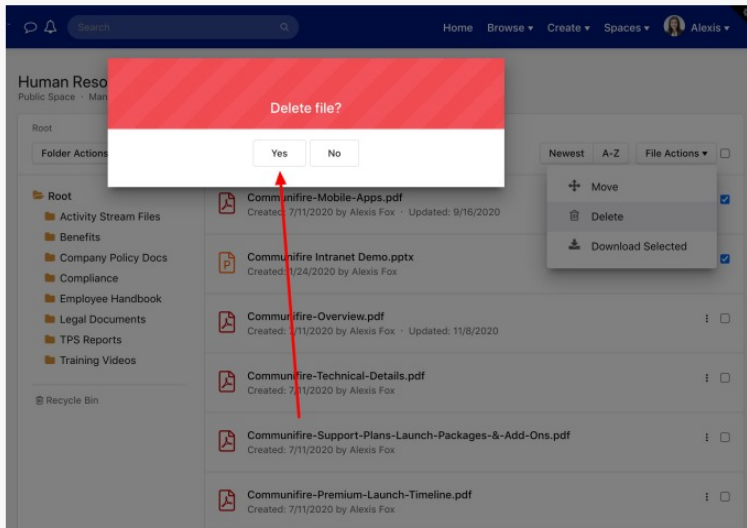 Search
Home Browse Create Spaces Alexis
Human Reso
Public Space · Man
Delete file?
Yes No
Root
Folder Actions
Newest A-Z File Actions
Move
Delete
Download Selected
Root
Activity Stream Files
Benefits
Company Policy Docs
Compliance
Employee Handbook
Legal Documents
TPS Reports
Training Videos
Recycle Bin
Communifire-Mobile-Apps.pdf
Created: 7/11/2020 by Alexis Fox · Updated: 9/16/2020
Communifire Intranet Demo.pptx
Created: 1/24/2020 by Alexis Fox
Communifire-Overview.pdf
Created: 7/11/2020 by Alexis Fox · Updated: 11/8/2020
Communifire-Technical-Details.pdf
Created: 7/11/2020 by Alexis Fox
Communifire-Support-Plans-Launch-Packages-&-Add-Ons.pdf
Created: 7/11/2020 by Alexis Fox
Communifire-Premium-Launch-Timeline.pdf
Created: 7/11/2020 by Alexis Fox